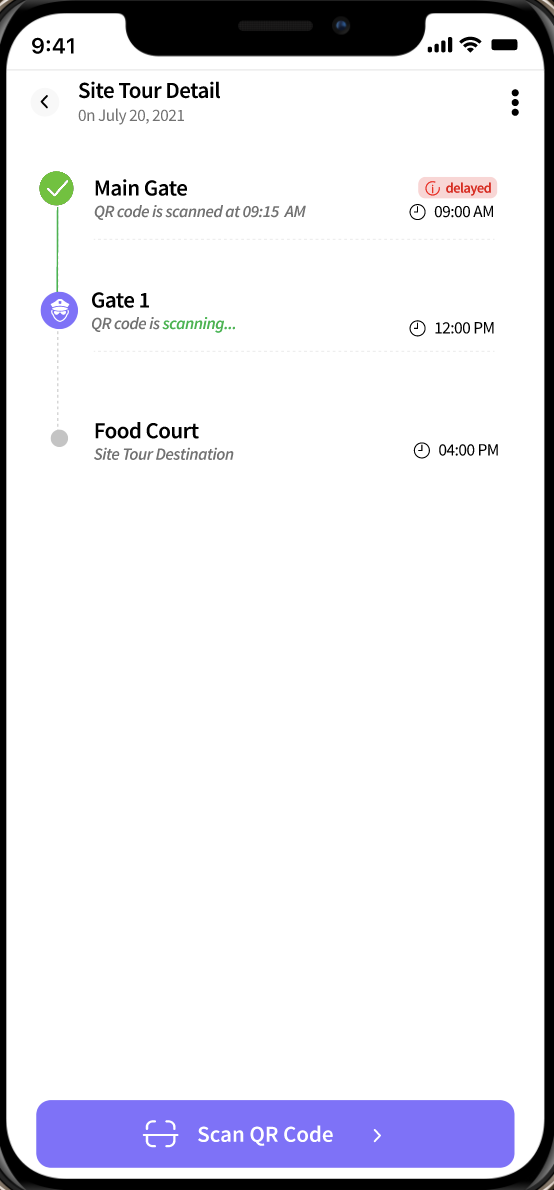 9:41
Site Tour Detail
0n July 20, 2021
Main Gate
delayed
QR code is scanned at 09:15 AM
09:00 AM
Gate 1
QR code is scanning...
12:00 PM
Food Court
Site Tour Destination
04:00 PM
Scan QR Code